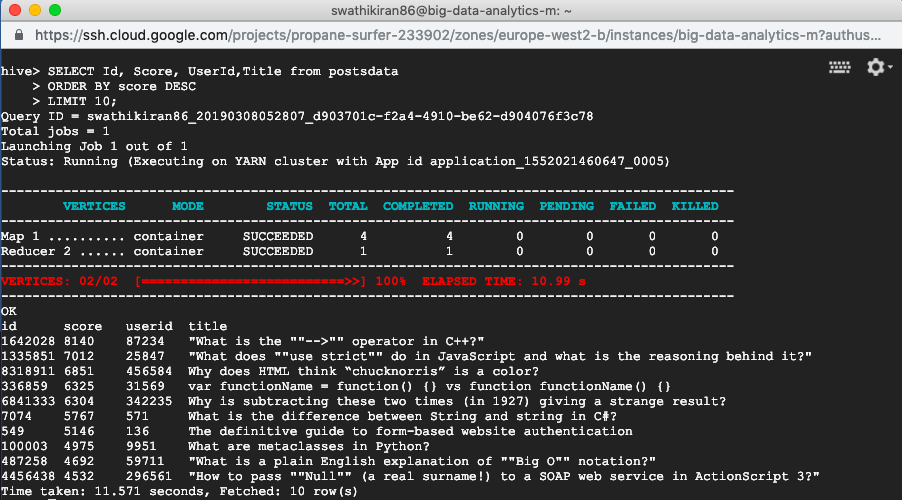 swathikiran86@big-data-analytics-m: ~
https://ssh.cloud.google.com/projects/propane-surfer-233902/zones/europe-west2-b/instances/big-data-analytics-m?authus...
hive> SELECT Id, Score, UserId,Title from postsdata
    > ORDER BY score DESC
    > LIMIT 10;
Query ID = swathikiran86_20190308052807_d903701c-f2a4-4910-be62-d904076f3c78
Total jobs = 1
Launching Job 1 out of 1
Status: Running (Executing on YARN cluster with App id application_1552021460647_0005)
----------------------------------------------------------------------------------------------
        VERTICES      MODE        STATUS  TOTAL  COMPLETED  RUNNING  PENDING  FAILED  KILLED
----------------------------------------------------------------------------------------------
Map 1 .......... container     SUCCEEDED      4          4        0        0       0       0
Reducer 2 ...... container     SUCCEEDED      1          1        0        0       0       0
----------------------------------------------------------------------------------------------
VERTICES: 02/02  [==========================>>] 100%  ELAPSED TIME: 10.99 s
----------------------------------------------------------------------------------------------
OK
id      score   userid  title
1642028 8140    87234   "What is the ""-->"" operator in C++?"
1335851 7012    25847   "What does ""use strict"" do in JavaScript and what is the reasoning behind it?"
8318911 6851    456584  Why does HTML think “chucknorris” is a color?
336859  6325    31569   var functionName = function() {} vs function functionName() {}
6841333 6304    342235  Why is subtracting these two times (in 1927) giving a strange result?
7074    5767    571     What is the difference between String and string in C#?
549     5146    136     The definitive guide to form-based website authentication
100003  4975    9951    What are metaclasses in Python?
487258  4692    59711   "What is a plain English explanation of ""Big O"" notation?"
4456438 4532    296561  "How to pass ""Null"" (a real surname!) to a SOAP web service in ActionScript 3?"
Time taken: 11.571 seconds, Fetched: 10 row(s)